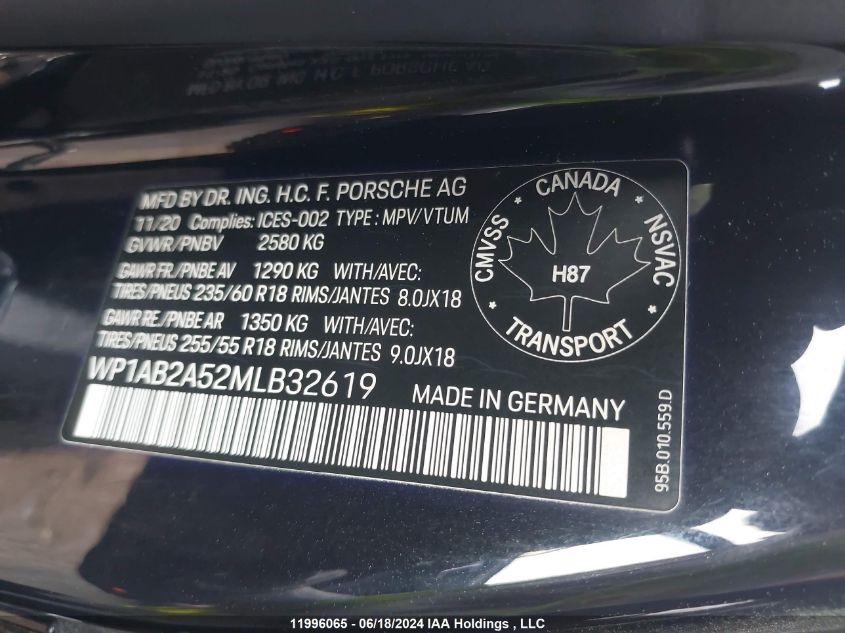 MFD BY DR. ING. H.C. F. PORSCHE AG
11/20 Complies: ICES-002 TYPE : MPV/VTUM
GVWR/PNBV 2580 KG
GAWR FR./PNBE AV 1290 KG WITH/AVEC:
TIRES/PNEUS 235/60 R18 RIMS/JANTES 8.0JX18
GAWR RE./PNBE AR 1350 KG WITH/AVEC:
TIRES/PNEUS 255/55 R18 RIMS/JANTES 9.0JX18
WP1AB2A52MLB32619 MADE IN GERMANY
CANADA
CMVSS
NSVAC
H87
TRANSPORT
95B.010.559.D
11996065 - 06/18/2024 IAA Holdings , LLC